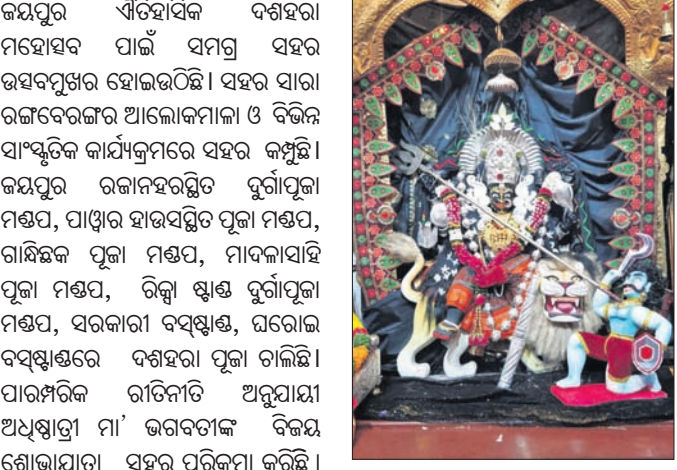 ଜୟପୁର ଐତିହାସିକ ଦଶହରା
ମହୋତ୍ସବ ପାଇଁ ସମଗ୍ର ସହର
ଉତ୍ସବମୁଖର ହୋଇଉଠିଛି। ସହର ସାରା
ରଙ୍ଗବେରଙ୍ଗର ଆଲୋକମାଳା ଓ ବିଭିନ୍ନ
ସାଂସ୍କୃତିକ କାର୍ଯ୍ୟକ୍ରମରେ ସହର କମ୍ପୁଛି।
ଜୟପୁର ରଜାନହରସ୍ଥିତ ଦୁର୍ଗାପୂଜା
ମଣ୍ଡପ, ପାୱାର ହାଉସସ୍ଥିତ ପୂଜା ମଣ୍ଡପ,
ଗାନ୍ଧିଛକ ପୂଜା ମଣ୍ଡପ, ମାଦଳାସାହି
ପୂଜା ମଣ୍ଡପ, ରିକ୍ସା ଷ୍ଟାଣ୍ଡ ଦୁର୍ଗାପୂଜା
ମଣ୍ଡପ, ସରକାରୀ ବସ୍‌ଷ୍ଟାଣ୍ଡ, ଘରୋଇ
ବସ୍‌ଷ୍ଟାଣ୍ଡରେ ଦଶହରା ପୂଜା ଚାଲିଛି।
ପାରମ୍ପରିକ ରୀତିନୀତି ଅନୁଯାୟୀ
ଅଧିଷ୍ଠାତ୍ରୀ ମା’ ଭଗବତୀଙ୍କ ବିଜୟ
ଶୋଭାଯାତ୍ରା ସହର ପରିକ୍ରମା କରିଛି।